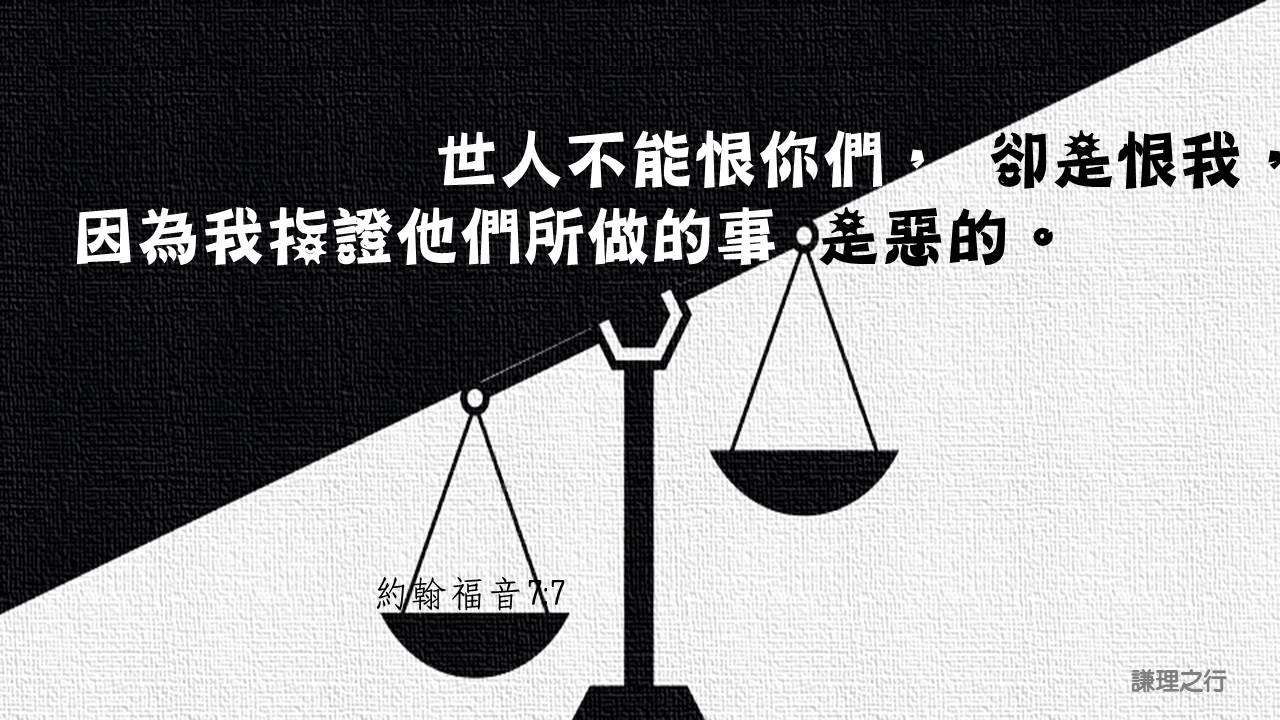 世人不能恨你們， 卻是恨我，
因為我指證他們所做的事 是惡的。
約翰福音7:7
謙理之行